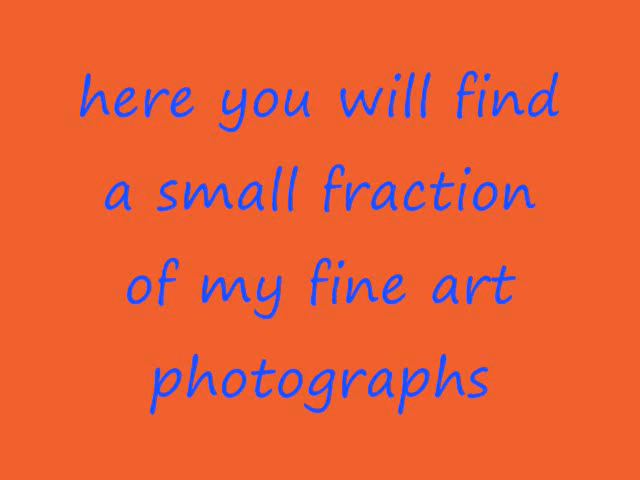 here you will find
a small fraction
of my fine art
photographs